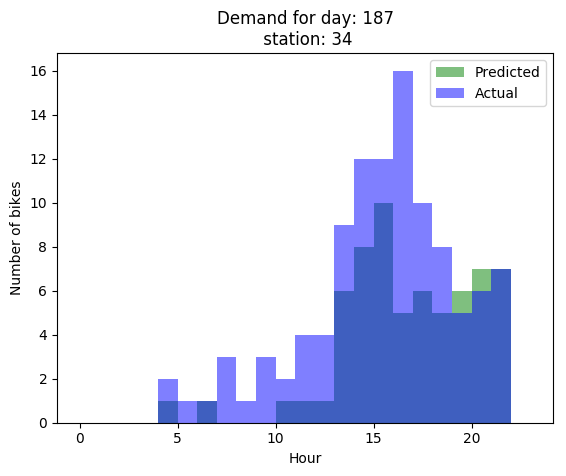 Demand for day: 187
station: 34
Predicted
Actual
16
14
12
10
8
6
4
2
0
Number of bikes
0 5 10 15 20
Hour